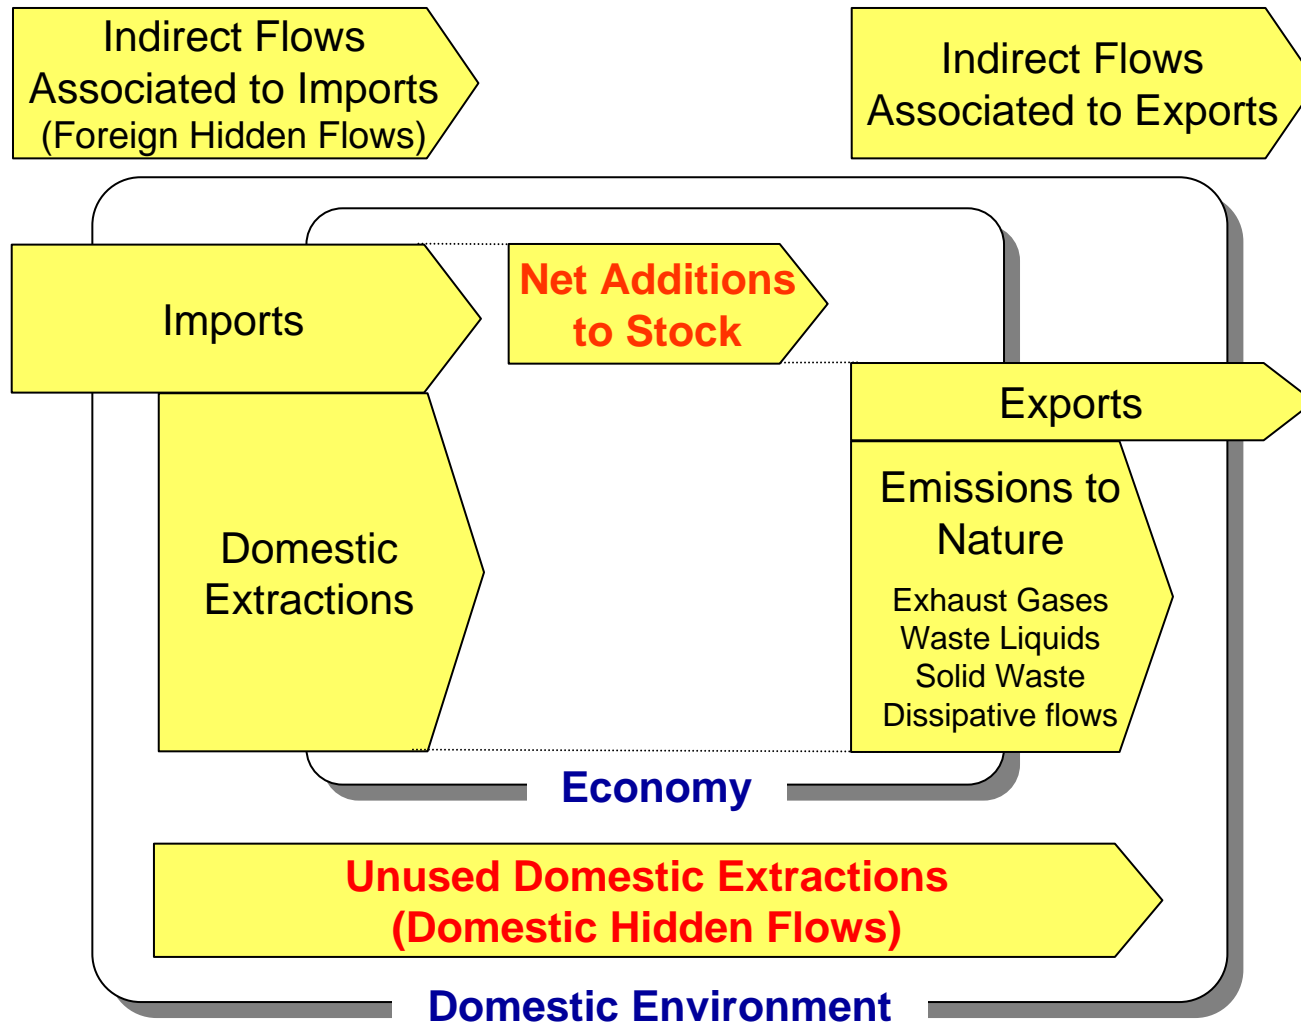 Indirect Flows
Associated to Imports
(Foreign Hidden Flows)
Indirect Flows
Associated to Exports
Imports
Net Additions
to Stock
Exports
Domestic
Extractions
Emissions to
Nature
Exhaust Gases
Waste Liquids
Solid Waste
Dissipative flows
Economy
Unused Domestic Extractions
(Domestic Hidden Flows)
Domestic Environment